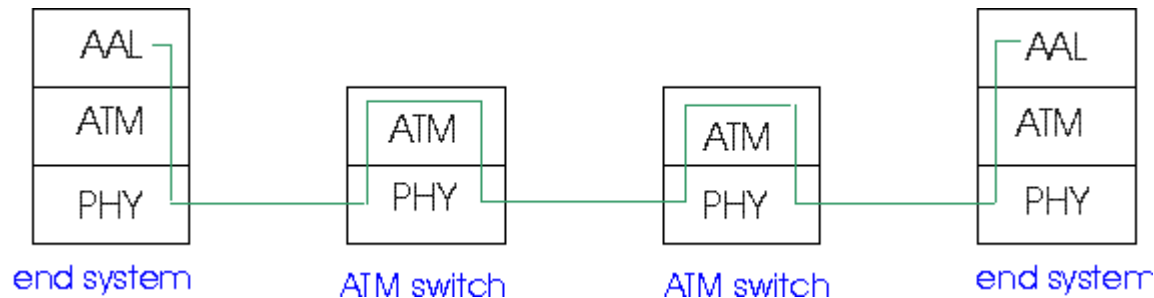 AAL
ATM
PHY
end system
ATM
PHY
ATM switch
ATM
PHY
ATM switch
AAL
ATM
PHY
end system